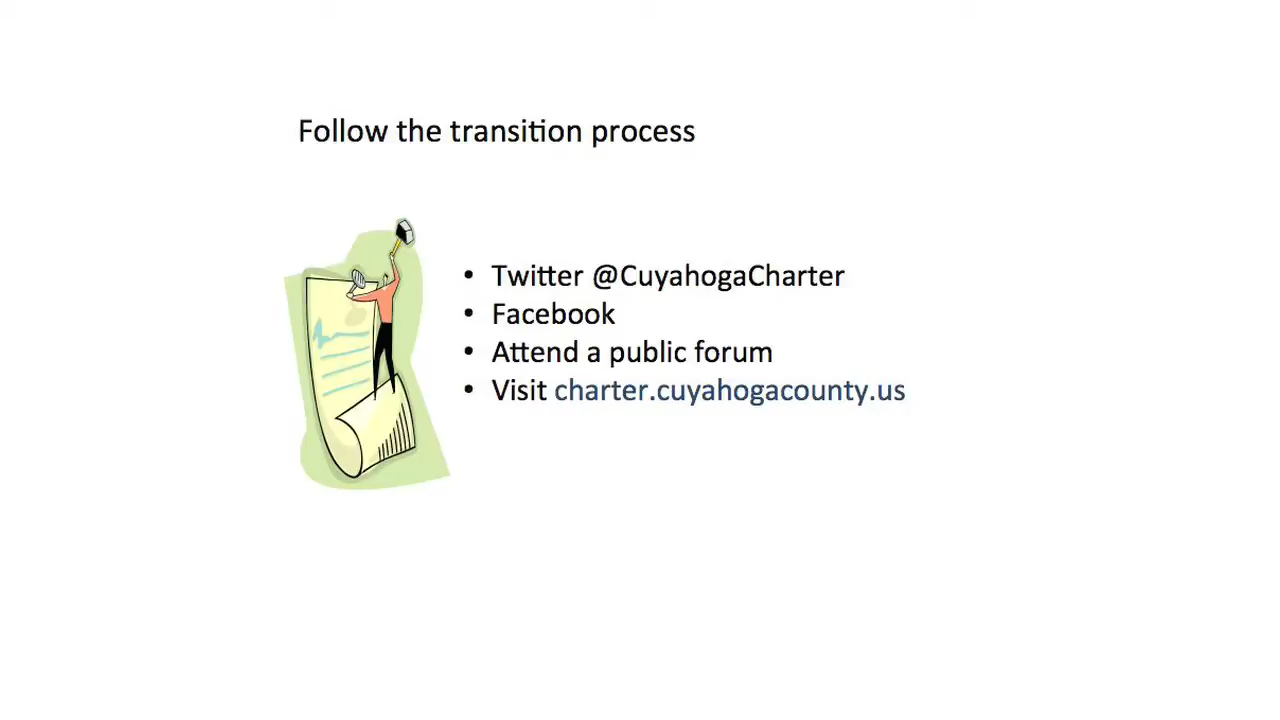 Follow the transition process
• Twitter @CuyahogaCharter
• Facebook
• Attend a public forum
• Visit charter.cuyahogacounty.us